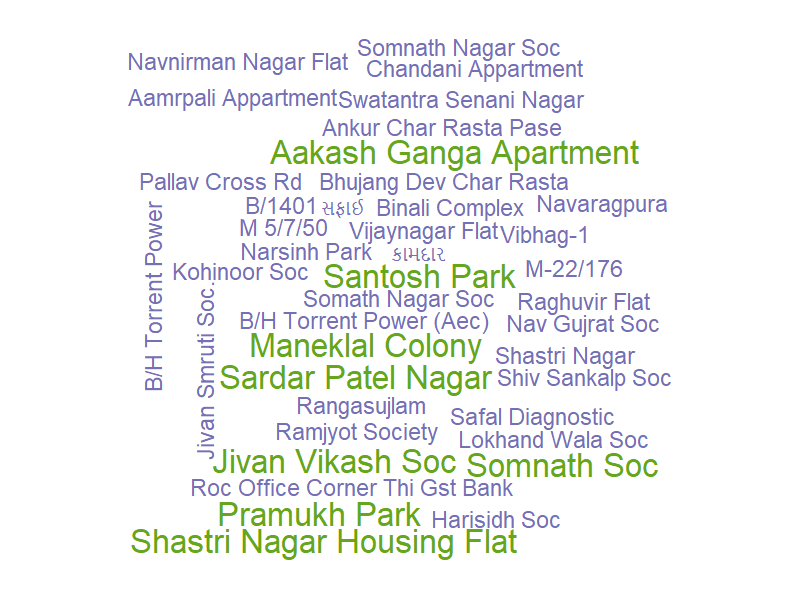 Somnath Nagar Soc
Navnirman Nagar Flat
Chandani Appartment
Aamrpali Appartment
Swatantra Senani Nagar
Ankur Char Rasta Pase
Aakash Ganga Apartment
Pallav Cross Rd
Bhujang Dev Char Rasta
B/1401
સફાઈ
Binali Complex
Navaragpura
M 5/7/50
Vijaynagar Flat
Vibhag-1
Narsinh Park
કામદાર
Kohinoor Soc
Santosh Park
M-22/176
B/H Torrent Power
Somath Nagar Soc
Raghuvir Flat
B/H Torrent Power (Aec)
Nav Gujrat Soc
Maneklal Colony
Shastri Nagar
Jivan Smruti Soc.
Sardar Patel Nagar
Shiv Sankalp Soc
Rangasujlam
Safal Diagnostic
Ramjyot Society
Lokhand Wala Soc
Jivan Vikash Soc
Somnath Soc
Roc Office Corner Thi Gst Bank
Pramukh Park
Harisidh Soc
Shastri Nagar Housing Flat